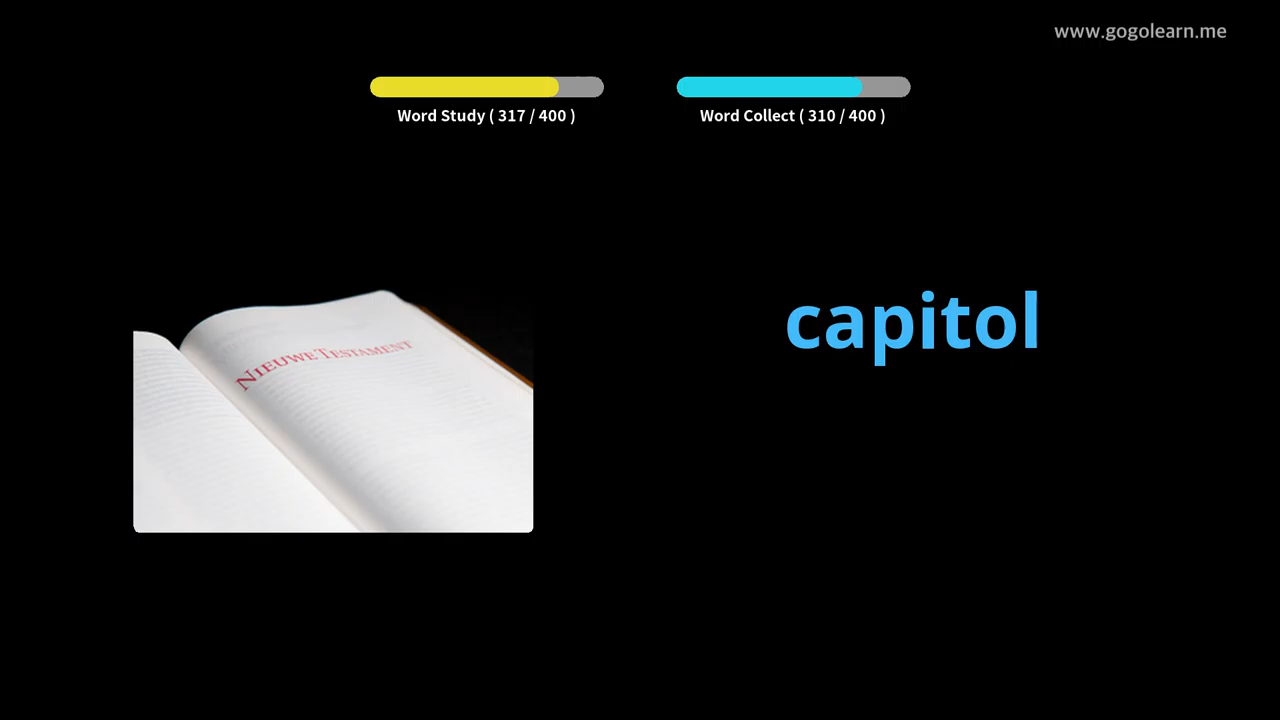 www.gogolearn.me
Word Study ( 317 / 400 )
Word Collect ( 310 / 400 )
NIEUWE TESTAMENT
capitol